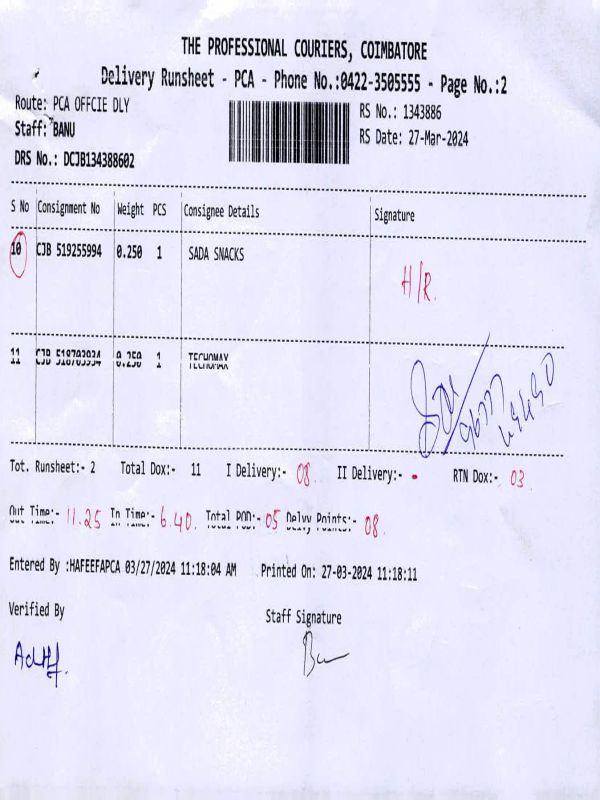 THE PROFESSIONAL COURIERS, COIMBATORE
Delivery Runsheet - PCA - Phone No.:0422-3505555 - Page No.:2
Route: PCA OFFCIE DLY
Staff: BANU
DRS No.: DCJB134388602
RS No.: 1343886
RS Date: 27-Mar-2024
S No Consignment No Weight PCS Consignee Details Signature
10 CJB 519255994 0.250 1 SADA SNACKS H/R.
11 CJB 518703934 0.250 1 TECHOMAX
Tot. Runsheet:- 2 Total Dox:- 11 I Delivery:- 08. II Delivery:- - RTN Dox:- 03
Out Time:- 11.25 In Time:- 6.40. Total POD:- 05 Delvy Points:- 08.
Entered By :HAFEEFAPCA 03/27/2024 11:18:04 AM Printed On: 27-03-2024 11:18:11
Verified By
Staff Signature